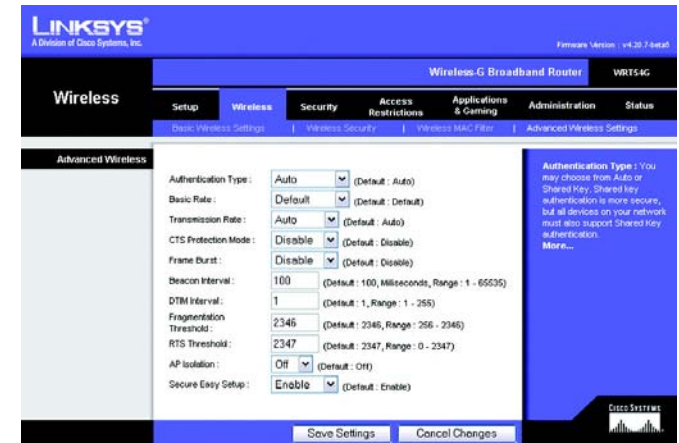 LINKSYS®
A Division of Cisco Systems, Inc.
Firmware Version : v4.20.7-beta5
Wireless-G Broadband Router WRT54G
Wireless
Setup Wireless Security Access Restrictions Applications & Gaming Administration Status
Basic Wireless Settings | Wireless Security | Wireless MAC Filter | Advanced Wireless Settings
Advanced Wireless
Authentication Type : Auto (Default : Auto)
Basic Rate : Default (Default : Default)
Transmission Rate : Auto (Default : Auto)
CTS Protection Mode : Disable (Default : Disable)
Frame Burst : Disable (Default : Disable)
Beacon Interval : 100 (Default : 100, Milliseconds, Range : 1 - 65535)
DTIM Interval : 1 (Default : 1, Range : 1 - 255)
Fragmentation Threshold : 2346 (Default : 2346, Range : 256 - 2346)
RTS Threshold : 2347 (Default : 2347, Range : 0 - 2347)
AP Isolation : Off (Default : Off)
Secure Easy Setup : Enable (Default : Enable)
Authentication Type : You
may choose from Auto or
Shared Key. Shared key
authentication is more secure,
but all devices on your network
must also support Shared Key
authentication.
More...
Save Settings Cancel Changes
CISCO SYSTEMS